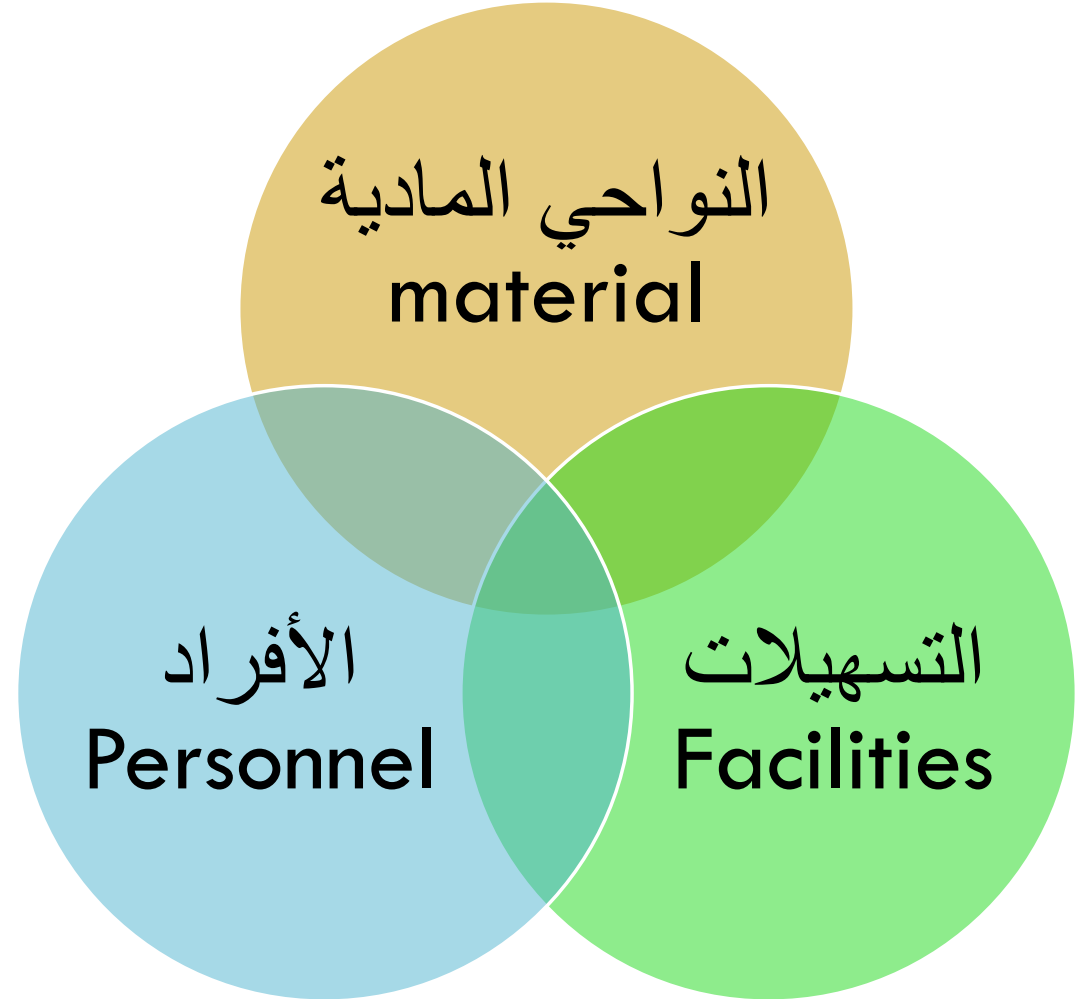 النواحي المادية
material
الأفراد
Personnel
التسهيلات
Facilities